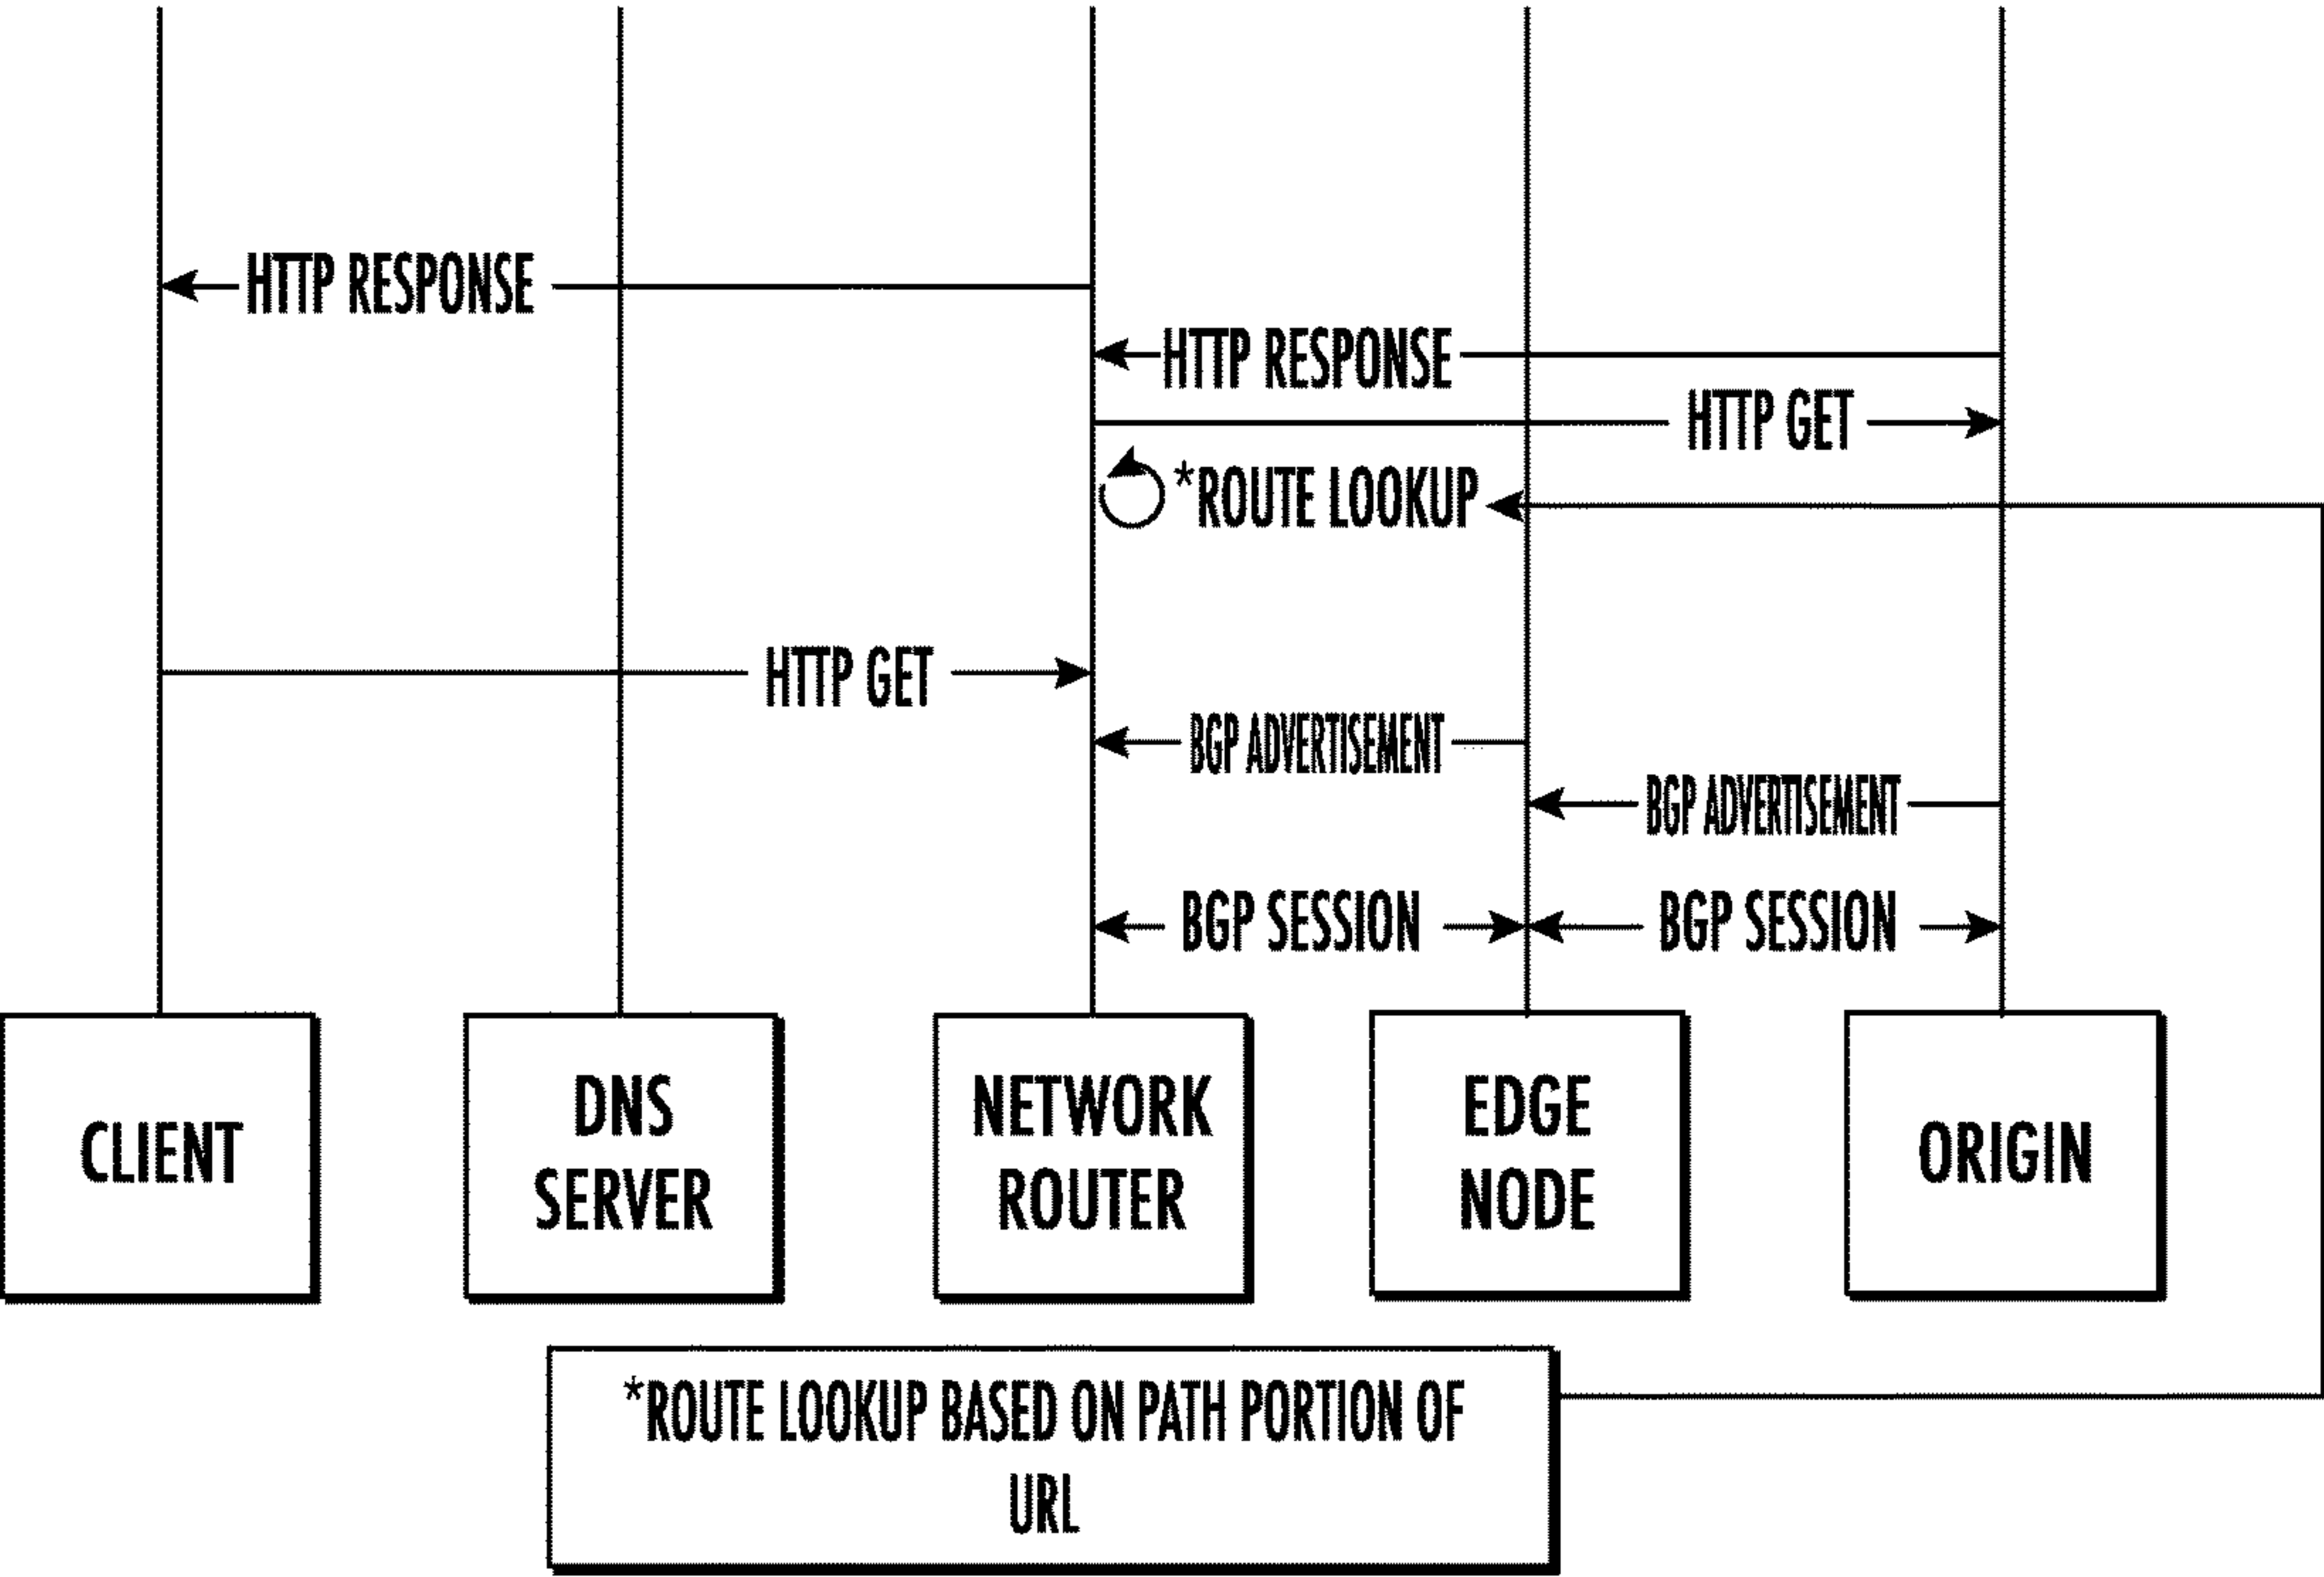 HTTP RESPONSE
HTTP RESPONSE
HTTP GET
*ROUTE LOOKUP
HTTP GET
BGP ADVERTISEMENT
BGP ADVERTISEMENT
BGP SESSION
BGP SESSION
CLIENT
DNS
SERVER
NETWORK
ROUTER
EDGE
NODE
ORIGIN
*ROUTE LOOKUP BASED ON PATH PORTION OF
URL